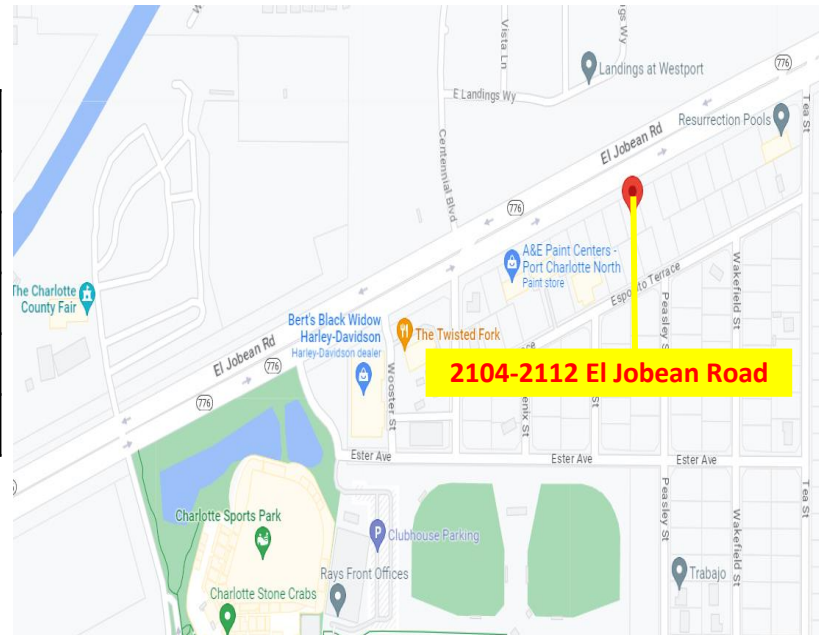 Vista Ln
ngs Wy
Landings at Westport
776
E Landings Wy
Tea St
Resurrection Pools
El Jobean Rd
Centennial Blvd
776
A&E Paint Centers -
Port Charlotte North
Paint store
Esposito Terrace
Wakefield St
Peasley S
The Charlotte
County Fair
Bert's Black Widow
Harley-Davidson
Harley-Davidson dealer
The Twisted Fork
El Jobean Rd
776
2104-2112 El Jobean Road
776
Wooster St
enix St
St
Ester Ave
Ester Ave
Ester Ave
Peasley St
Wakefield St
Tea St
Charlotte Sports Park
P
Clubhouse Parking
Rays Front Offices
Trabajo
Charlotte Stone Crabs